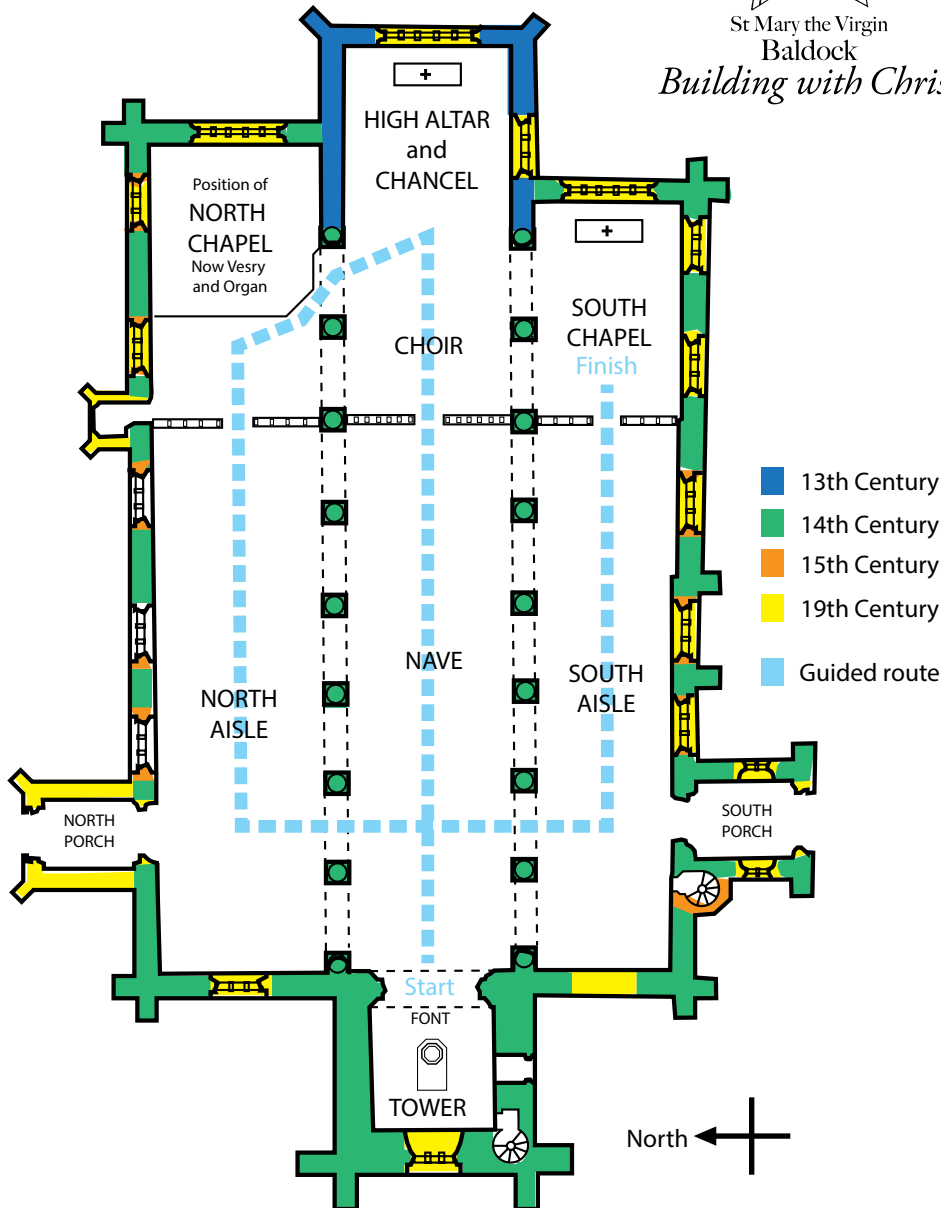 St Mary the Virgin
Baldock
Building with Chris
HIGH ALTAR
and
CHANCEL
Position of
NORTH
CHAPEL
Now Vesry
and Organ
SOUTH
CHAPEL
Finish
CHOIR
13th Century
14th Century
15th Century
19th Century
Guided route
NAVE
NORTH
AISLE
SOUTH
AISLE
NORTH
PORCH
SOUTH
PORCH
Start
FONT
TOWER
North